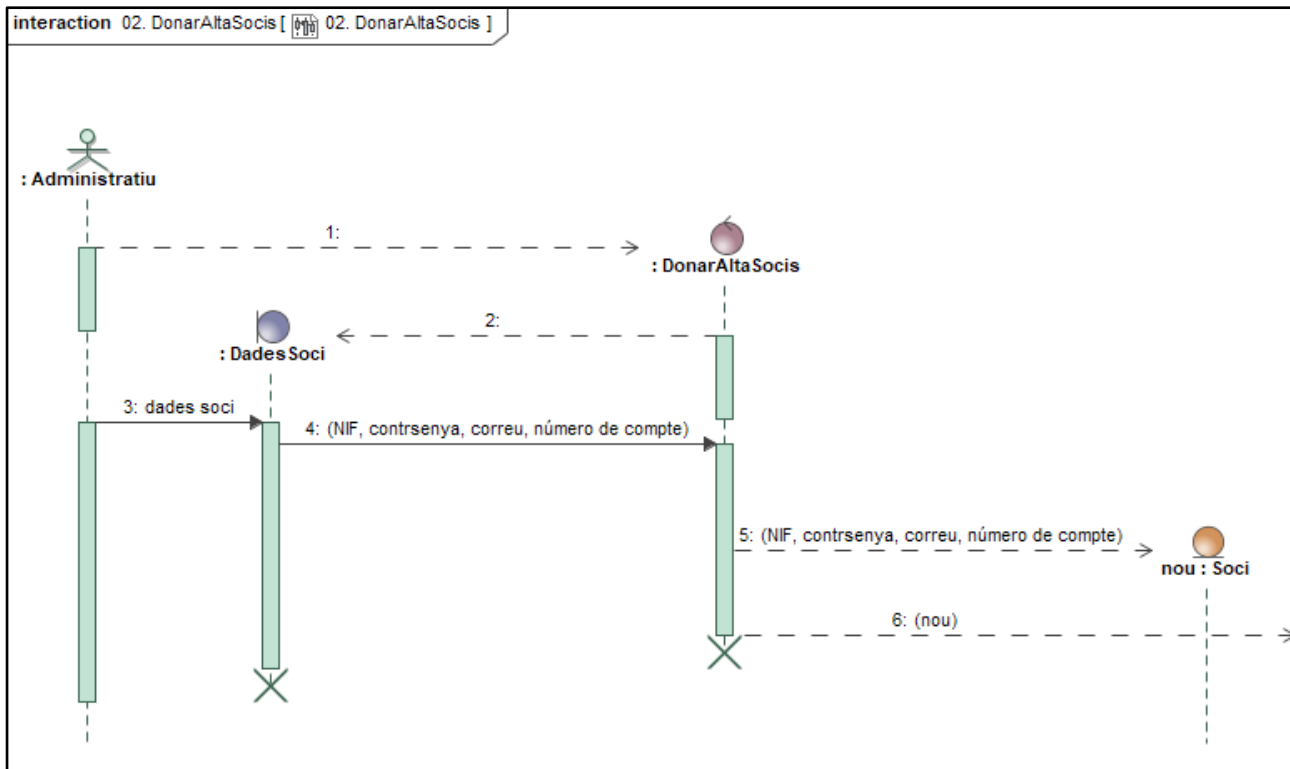 interaction 02. DonarAltaSocis [ 02. DonarAltaSocis ]
: Administratiu
1:
: DonarAltaSocis
2:
: DadesSoci
3: dades soci
4: (NIF, contrsenya, correu, número de compte)
5: (NIF, contrsenya, correu, número de compte)
nou : Soci
6: (nou)